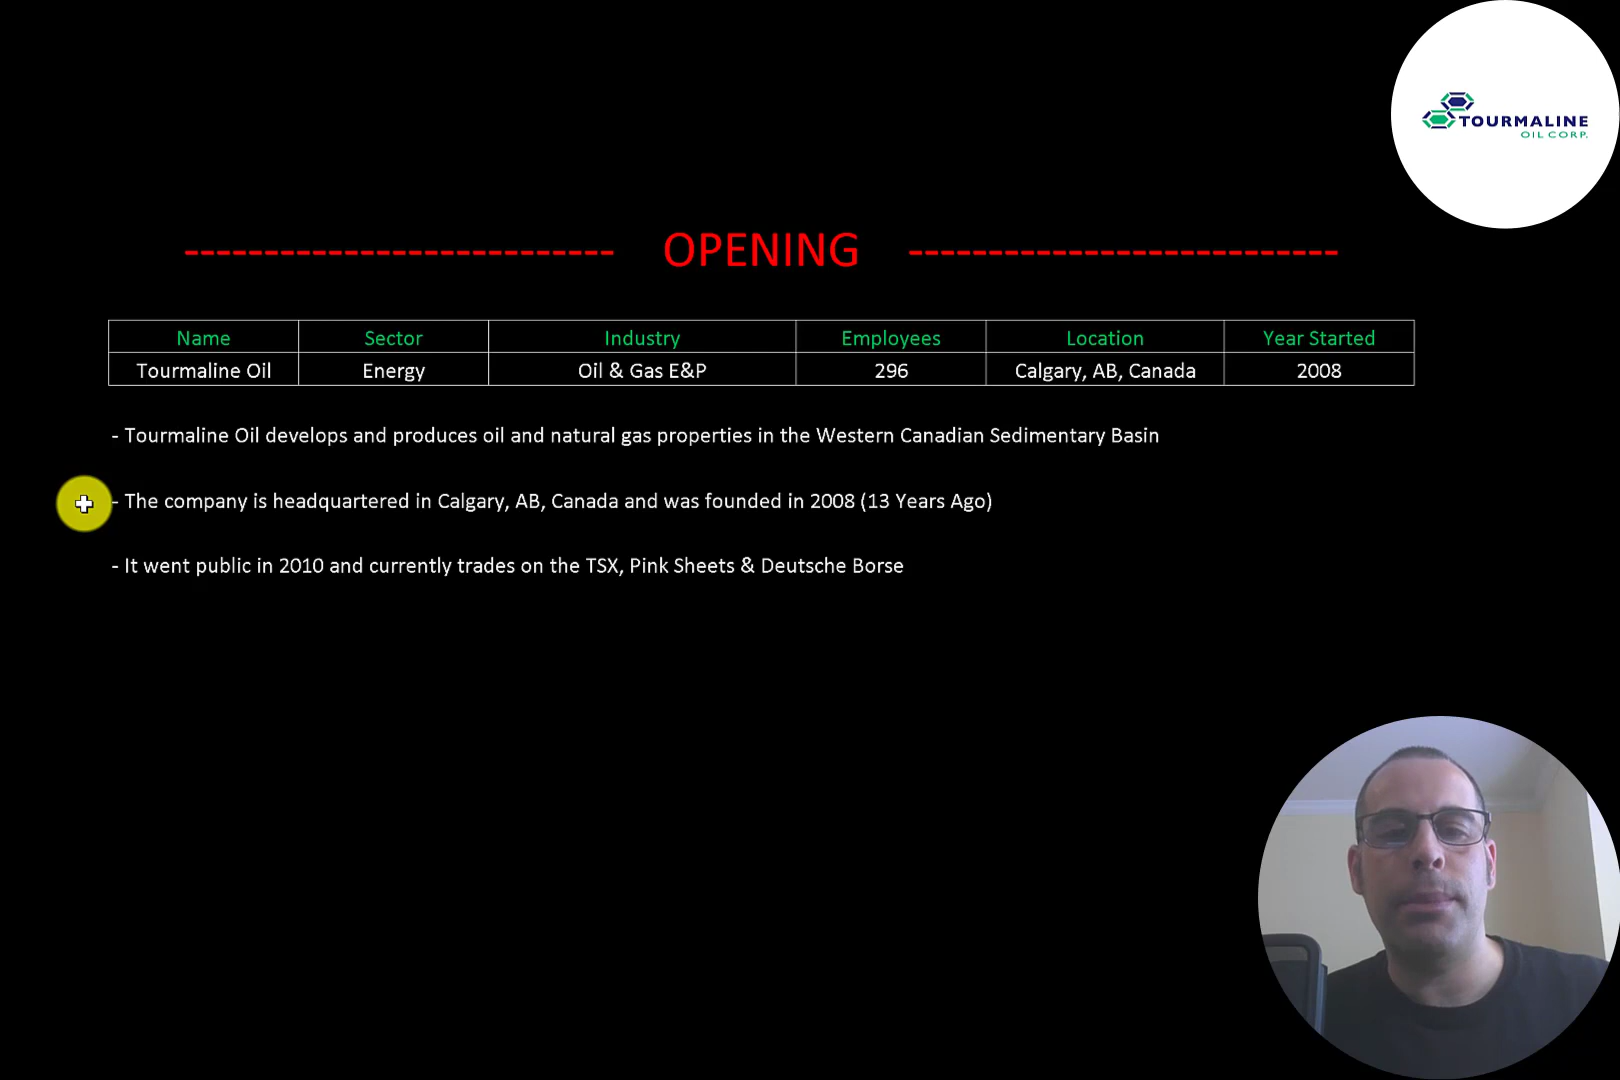 TOURMALINE
OIL CORP.
-------------------------- OPENING --------------------------
Name Sector Industry Employees Location Year Started
Tourmaline Oil Energy Oil & Gas E&P 296 Calgary, AB, Canada 2008
- Tourmaline Oil develops and produces oil and natural gas properties in the Western Canadian Sedimentary Basin
- The company is headquartered in Calgary, AB, Canada and was founded in 2008 (13 Years Ago)
- It went public in 2010 and currently trades on the TSX, Pink Sheets & Deutsche Borse